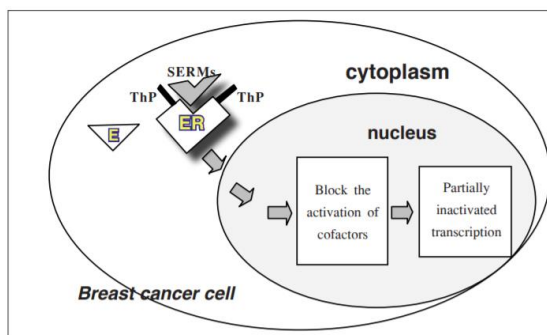 SERMs
cytoplasm
ThP
ThP
ER
E
nucleus
Block the
activation of
cofactors
Partially
inactivated
transcription
Breast cancer cell